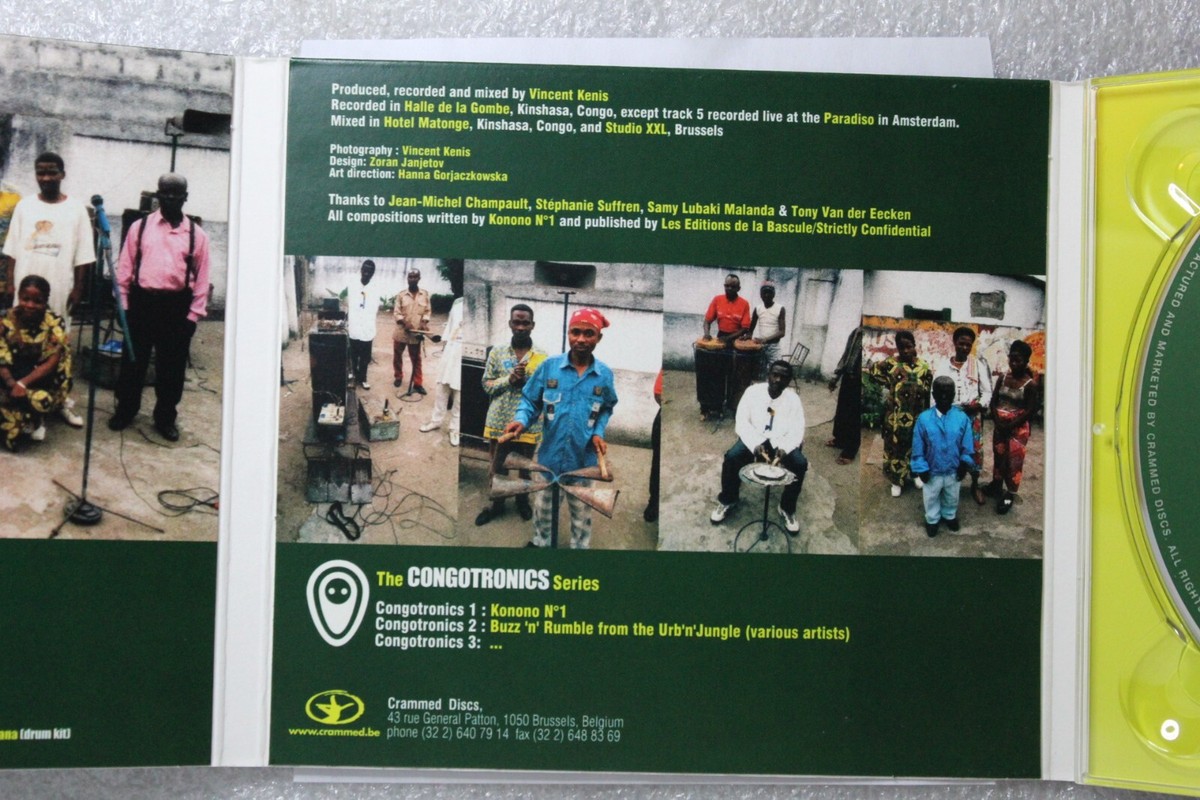 Produced, recorded and mixed by Vincent Kenis
Recorded in Halle de la Gombe, Kinshasa, Congo, except track 5 recorded live at the Paradiso in Amsterdam.
Mixed in Hotel Matonge, Kinshasa, Congo, and Studio XXL, Brussels
Photography : Vincent Kenis
Design: Zoran Janjetov
Art direction: Hanna Gorjaczkowska
Thanks to Jean-Michel Champault, Stéphanie Suffren, Samy Lubaki Malanda & Tony Van der Eecken
All compositions written by Konono N°1 and published by Les Editions de la Bascule/Strictly Confidential
The CONGOTRONICS Series
Congotronics 1 : Konono N°1
Congotronics 2 : Buzz 'n' Rumble from the Urb'n'Jungle (various artists)
Congotronics 3: ...
Crammed Discs,
43 rue General Patton, 1050 Brussels, Belgium
phone (32 2) 640 79 14 fax (32 2) 648 83 69
www.crammed.be
ana (drum kit)
ACTURED AND MARKETED BY CRAMMED DISCS. ALL RIGHT